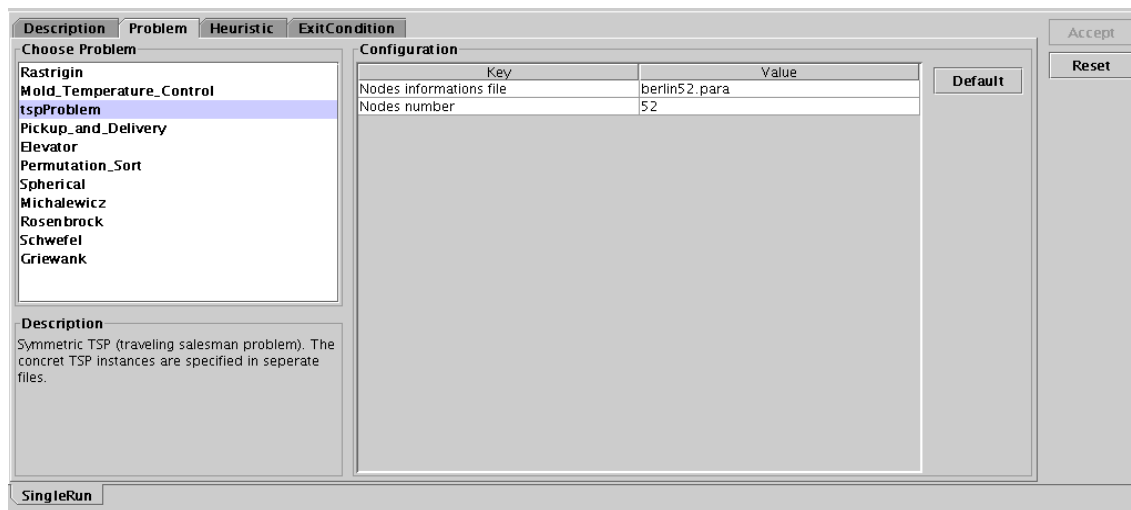 Description Problem Heuristic ExitCondition
Accept
Reset
Choose Problem
Rastrigin
Mold_Temperature_Control
tspProblem
Pickup_and_Delivery
Elevator
Permutation_Sort
Spherical
Michalewicz
Rosenbrock
Schwefel
Griewank
Description
Symmetric TSP (traveling salesman problem). The
concret TSP instances are specified in seperate
files.
Configuration
Key Value
Nodes informations file berlin52.para
Nodes number 52
Default
SingleRun